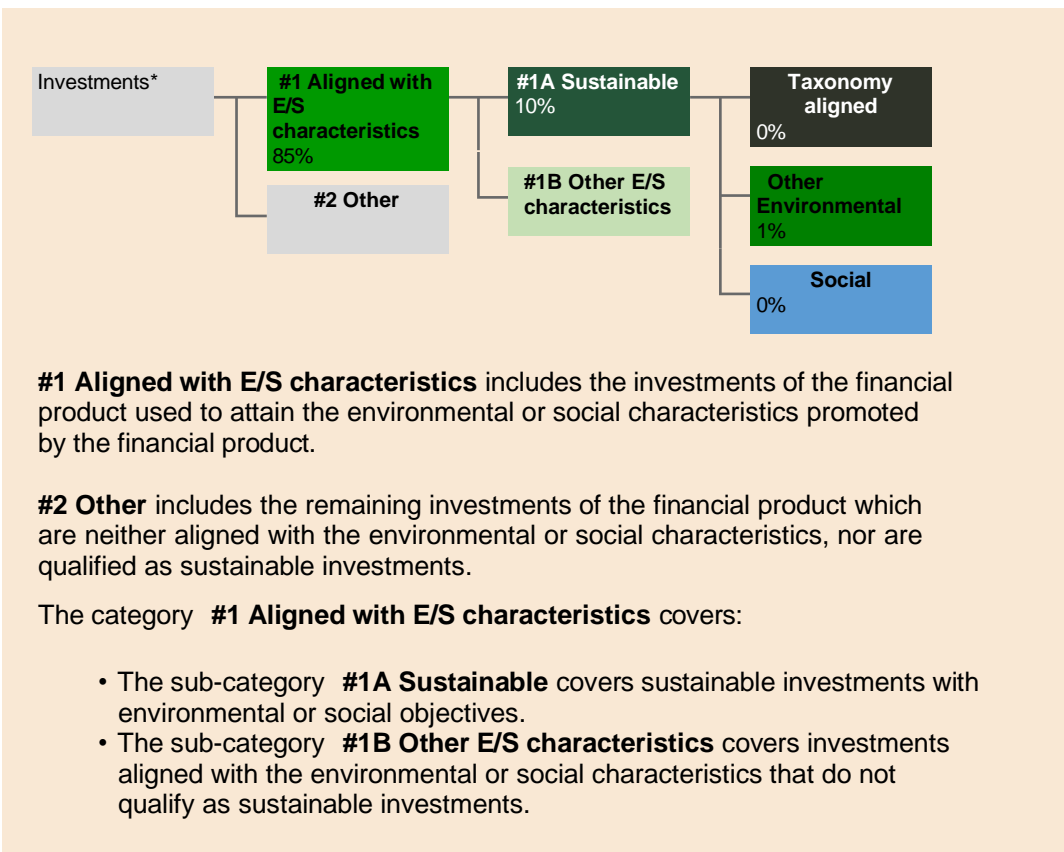 Investments*
#1 Aligned with
E/S
characteristics
85%
#2 Other
#1A Sustainable
10%
#1B Other E/S
characteristics
Taxonomy
aligned
0%
Other
Environmental
1%
Social
0%
#1 Aligned with E/S characteristics includes the investments of the financial
product used to attain the environmental or social characteristics promoted
by the financial product.
#2 Other includes the remaining investments of the financial product which
are neither aligned with the environmental or social characteristics, nor are
qualified as sustainable investments.
The category #1 Aligned with E/S characteristics covers:
• The sub-category #1A Sustainable covers sustainable investments with
environmental or social objectives.
• The sub-category #1B Other E/S characteristics covers investments
aligned with the environmental or social characteristics that do not
qualify as sustainable investments.